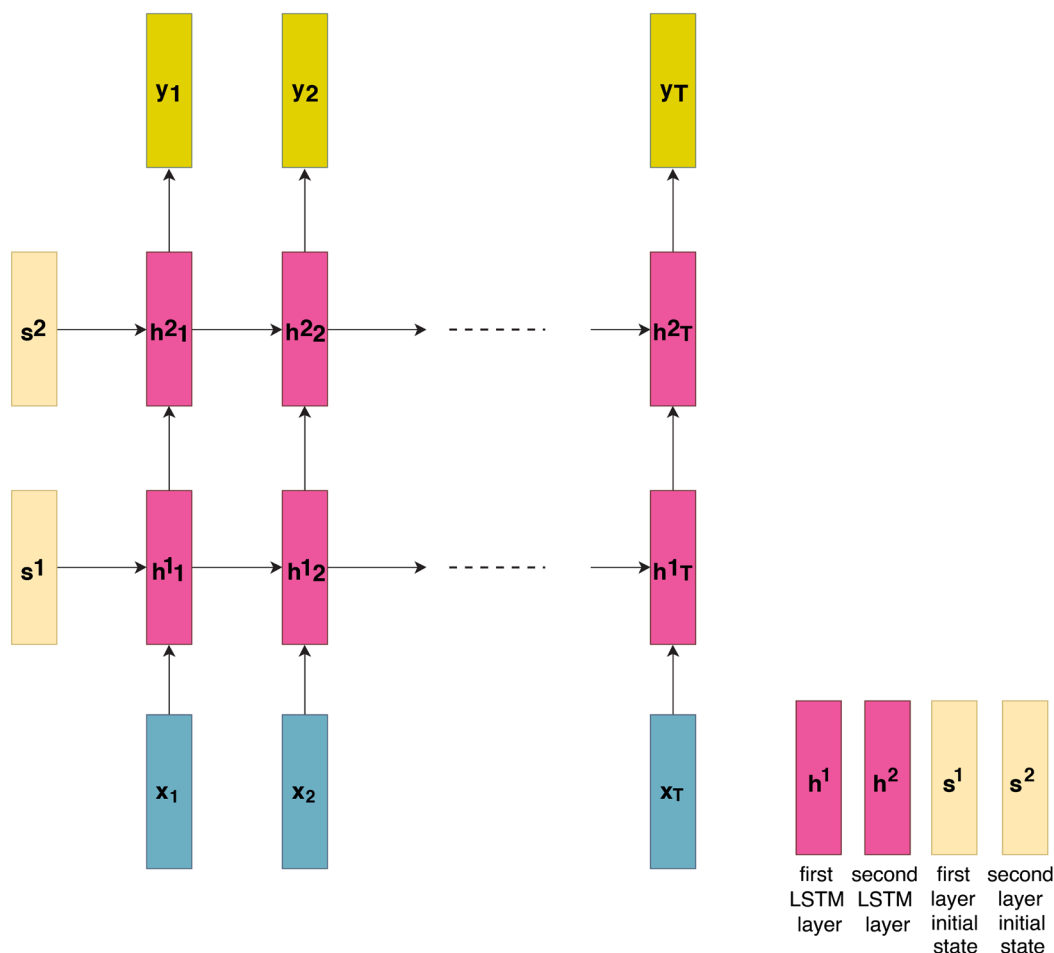 y1 y2 yT
s2 h21 h22 h2T
s1 h11 h12 h1T
x1 x2 xT
h1 h2 s1 s2
first second first second
LSTM LSTM layer layer
layer layer initial initial
state state